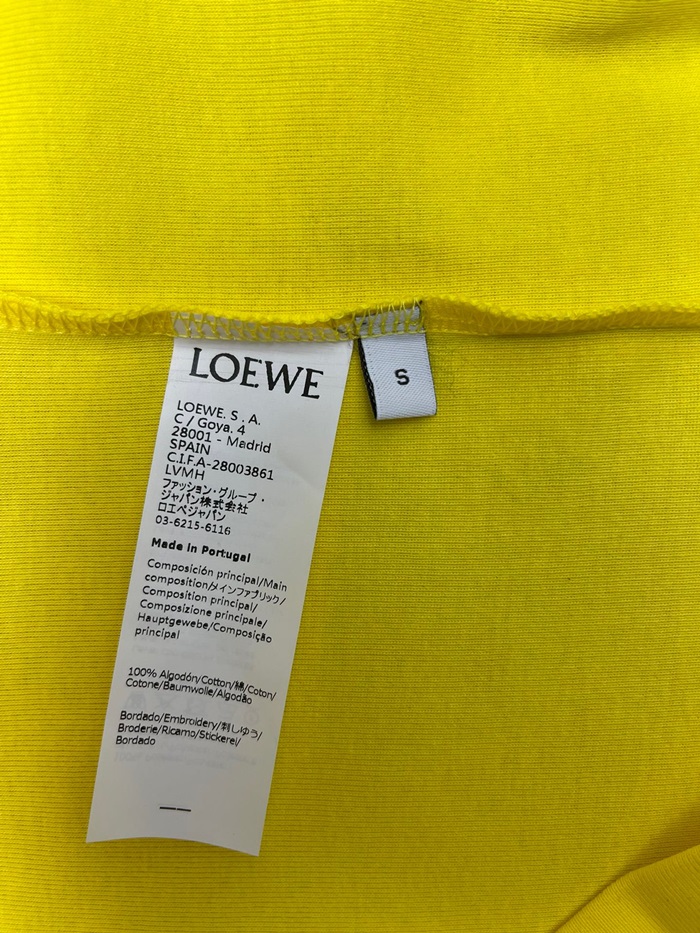 LOEWE
S
LOEWE. S . A.
C / Goya. 4
28001 - Madrid
SPAIN
C.I.F.A-28003861
LVMH
ファッション・グループ・
ジャパン株式会社
ロエベジャパン
03-6215-6116
Made in Portugal
Composición principal/Main
composition/メインファブリック/
Composition principal/
Composizione principale/
Hauptgewebe/Composição
principal
100% Algodón/Cotton/綿/Coton/
Cotone/Baumwolle/Algodão
Bordado/Embroidery/刺しゆう/
Broderie/Ricamo/Stickerei/
Bordado